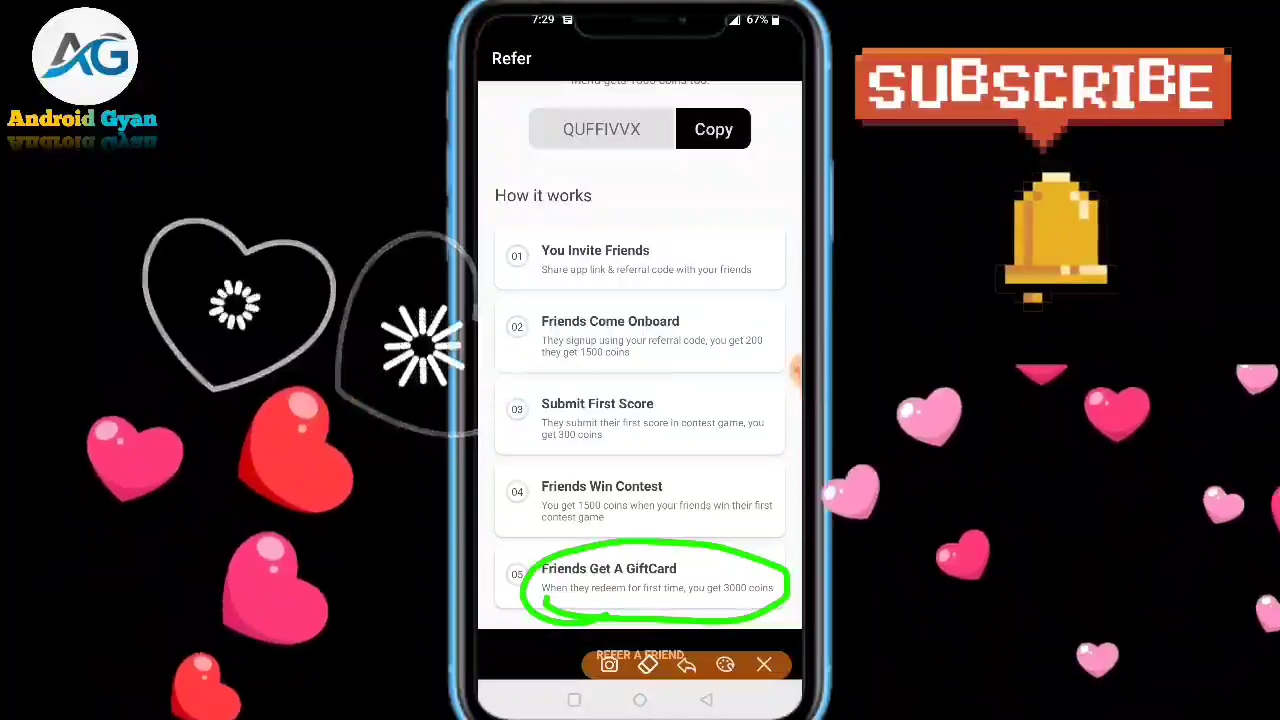 AG
Android Gyan
7:29
67%
Refer
QUFFIVVX
Copy
How it works
01
You Invite Friends
Share app link & referral code with your friends
02
Friends Come Onboard
They signup using your referral code, you get 200
they get 1500 coins
03
Submit First Score
They submit their first score in contest game, you
get 300 coins
04
Friends Win Contest
You get 1500 coins when your friends win their first
contest game
05
Friends Get A GiftCard
When they redeem for first time, you get 3000 coins
REFER A FRIEND
SUBSCRIBE